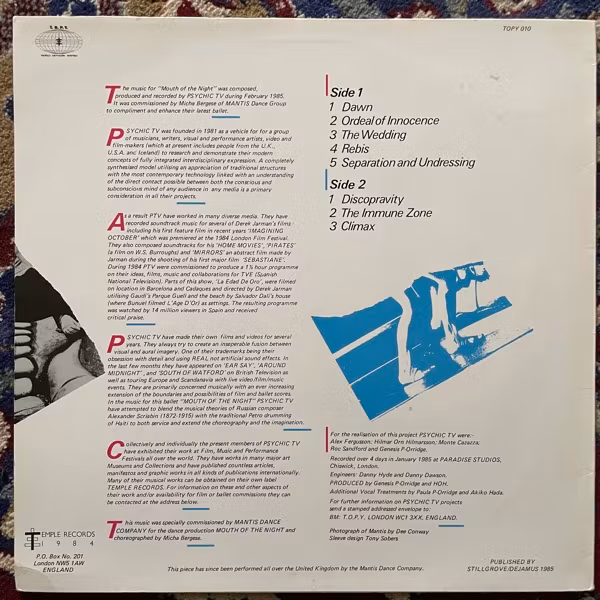 t.o.n.s
WORLD NETWORK SYSTEM
TOPY 010
The music for "Mouth of the Night" was composed,
produced and recorded by PSYCHIC TV during February 1985.
It was commissioned by Micha Bergese of MANTIS Dance Group
to compliment and enhance their latest ballet.
PSYCHIC TV was founded in 1981 as a vehicle for for a group
of musicians, writers, visual and performance artists, video and
film-makers (which at present includes people from the U.K.,
U.S.A. and Iceland) to research and demonstrate their modern
concepts of fully integrated interdisciplinary expression. A completely
synthesised model utilising an appreciation of traditional structures
with the most contemporary technology linked with an understanding
of the direct contact possible between both the conscious and
subconscious mind of any audience in any media is a primary
consideration in all their projects.
As a result PTV have worked in many diverse media. They have
recorded soundtrack music for several of Derek Jarman's films
including his first feature film in recent years 'IMAGINING
OCTOBER' which was premiered at the 1984 London Film Festival.
They also composed soundtracks for his 'HOME MOVIES', 'PIRATES'
(a film on W.S. Burroughs) and 'MIRRORS' an abstract film made by
Jarman during the shooting of his first major film 'SEBASTIANE'.
During 1984 PTV were commissioned to produce a 1½ hour programme
on their ideas, films, music and collaborations for TVE (Spanish
National Television). Parts of this show, 'La Edad De Oro', were filmed
on location in Barcelona and Cadaques and directed by Derek Jarman
utilising Gaudi's Parque Guell and the beach by Salvador Dali's house
(where Bunuel filmed L'Age D'Or) as settings. The resulting programme
was watched by 14 million viewers in Spain and received
critical praise.
PSYCHIC TV have made their own films and videos for several
years. They always try to create an inseperable fusion between
visual and aural imagery. One of their trademarks being their
obsession with detail and using REAL not artificial sound effects. In
the last few months they have appeared on 'EAR SAY', 'AROUND
MIDNIGHT', and 'SOUTH OF WATFORD' on British Television as
well as touring Europe and Scandanavia with live video/film/music
events. They are primarily concerned musically with an ever increasing
extension of the boundaries and possibilities of film and ballet scores.
In the music for this ballet "MOUTH OF THE NIGHT" PSYCHIC TV
have attempted to blend the musical theories of Russian composer
Alexander Scriabin (1872-1915) with the traditional Petro drumming
of Haiti to both service and extend the choreography and the imagination.
Collectively and individually the present members of PSYCHIC TV
have exhibited their work at Film, Music and Performance
Festivals all over the world. They have works in many major art
Museums and Collections and have published countless articles,
manifestos and graphic works in all kinds of publications internationally.
Many of their musical works can be obtained on their own label
TEMPLE RECORDS. For information on these and other aspects of
their work and/or availability for film or ballet commissions they can
be contacted at the address below.
This music was specially commissioned by MANTIS DANCE
COMPANY for the dance production MOUTH OF THE NIGHT and
choreographed by Micha Bergese.
Side 1
1 Dawn
2 Ordeal of Innocence
3 The Wedding
4 Rebis
5 Separation and Undressing
Side 2
1 Discopravity
2 The Immune Zone
3 Climax
For the realisation of this project PSYCHIC TV were:-
Alex Fergusson; Hilmar Orn Hilmarsson; Monte Cazazza;
Roc Sandford and Genesis P-Orridge.
Recorded over 4 days in January 1985 at PARADISE STUDIOS,
Chiswick, London.
Engineers: Danny Hyde and Danny Dawson.
PRODUCED by Genesis P-Orridge and HÖH.
Additional Vocal Treatments by Paula P-Orridge and Akiko Hada.
For further information on PSYCHIC TV projects
send a stamped addressed envelope to:
BM: T.O.P.Y. LONDON WC1 3XX. ENGLAND.
Photograph of Mantis by Dee Conway
Sleeve design Tony Sobers
TEMPLE RECORDS
1984
P.O. Box No. 201
London NW5 1AW
ENGLAND
This piece has since been performed all over the United Kingdom by the Mantis Dance Company.
PUBLISHED BY
STILLGROVE/DEJAMUS 1985